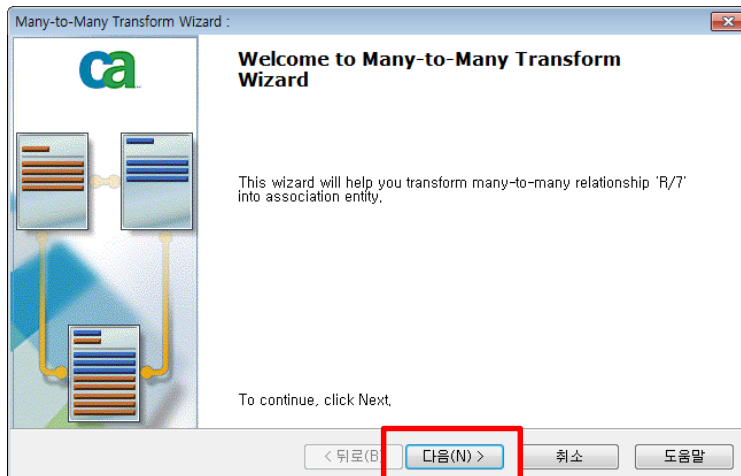 Many-to-Many Transform Wizard :
ca
Welcome to Many-to-Many Transform
Wizard
This wizard will help you transform many-to-many relationship 'R/7'
into association entity,
To continue, click Next,
< 뒤로(B)
다음(N) >
취소
도움말